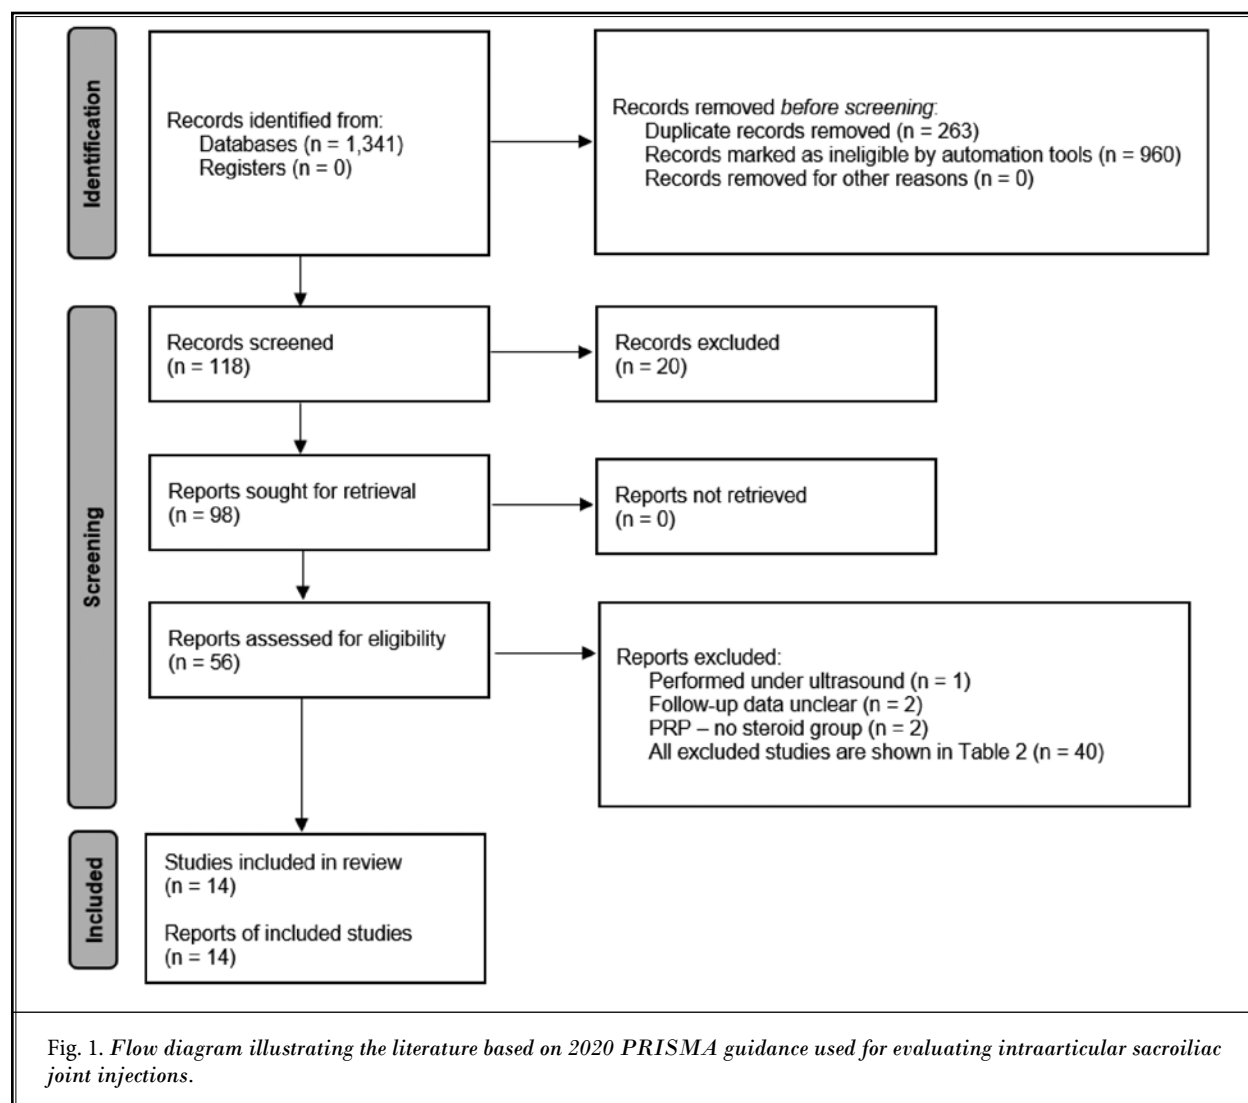 Identification
Records identified from:
Databases (n = 1,341)
Registers (n = 0)
Records removed before screening:
Duplicate records removed (n = 263)
Records marked as ineligible by automation tools (n = 960)
Records removed for other reasons (n = 0)
Screening
Records screened
(n = 118)
Records excluded
(n = 20)
Reports sought for retrieval
(n = 98)
Reports not retrieved
(n = 0)
Reports assessed for eligibility
(n = 56)
Reports excluded:
Performed under ultrasound (n = 1)
Follow-up data unclear (n = 2)
PRP – no steroid group (n = 2)
All excluded studies are shown in Table 2 (n = 40)
Included
Studies included in review
(n = 14)
Reports of included studies
(n = 14)
Fig. 1. Flow diagram illustrating the literature based on 2020 PRISMA guidance used for evaluating intraarticular sacroiliac
joint injections.